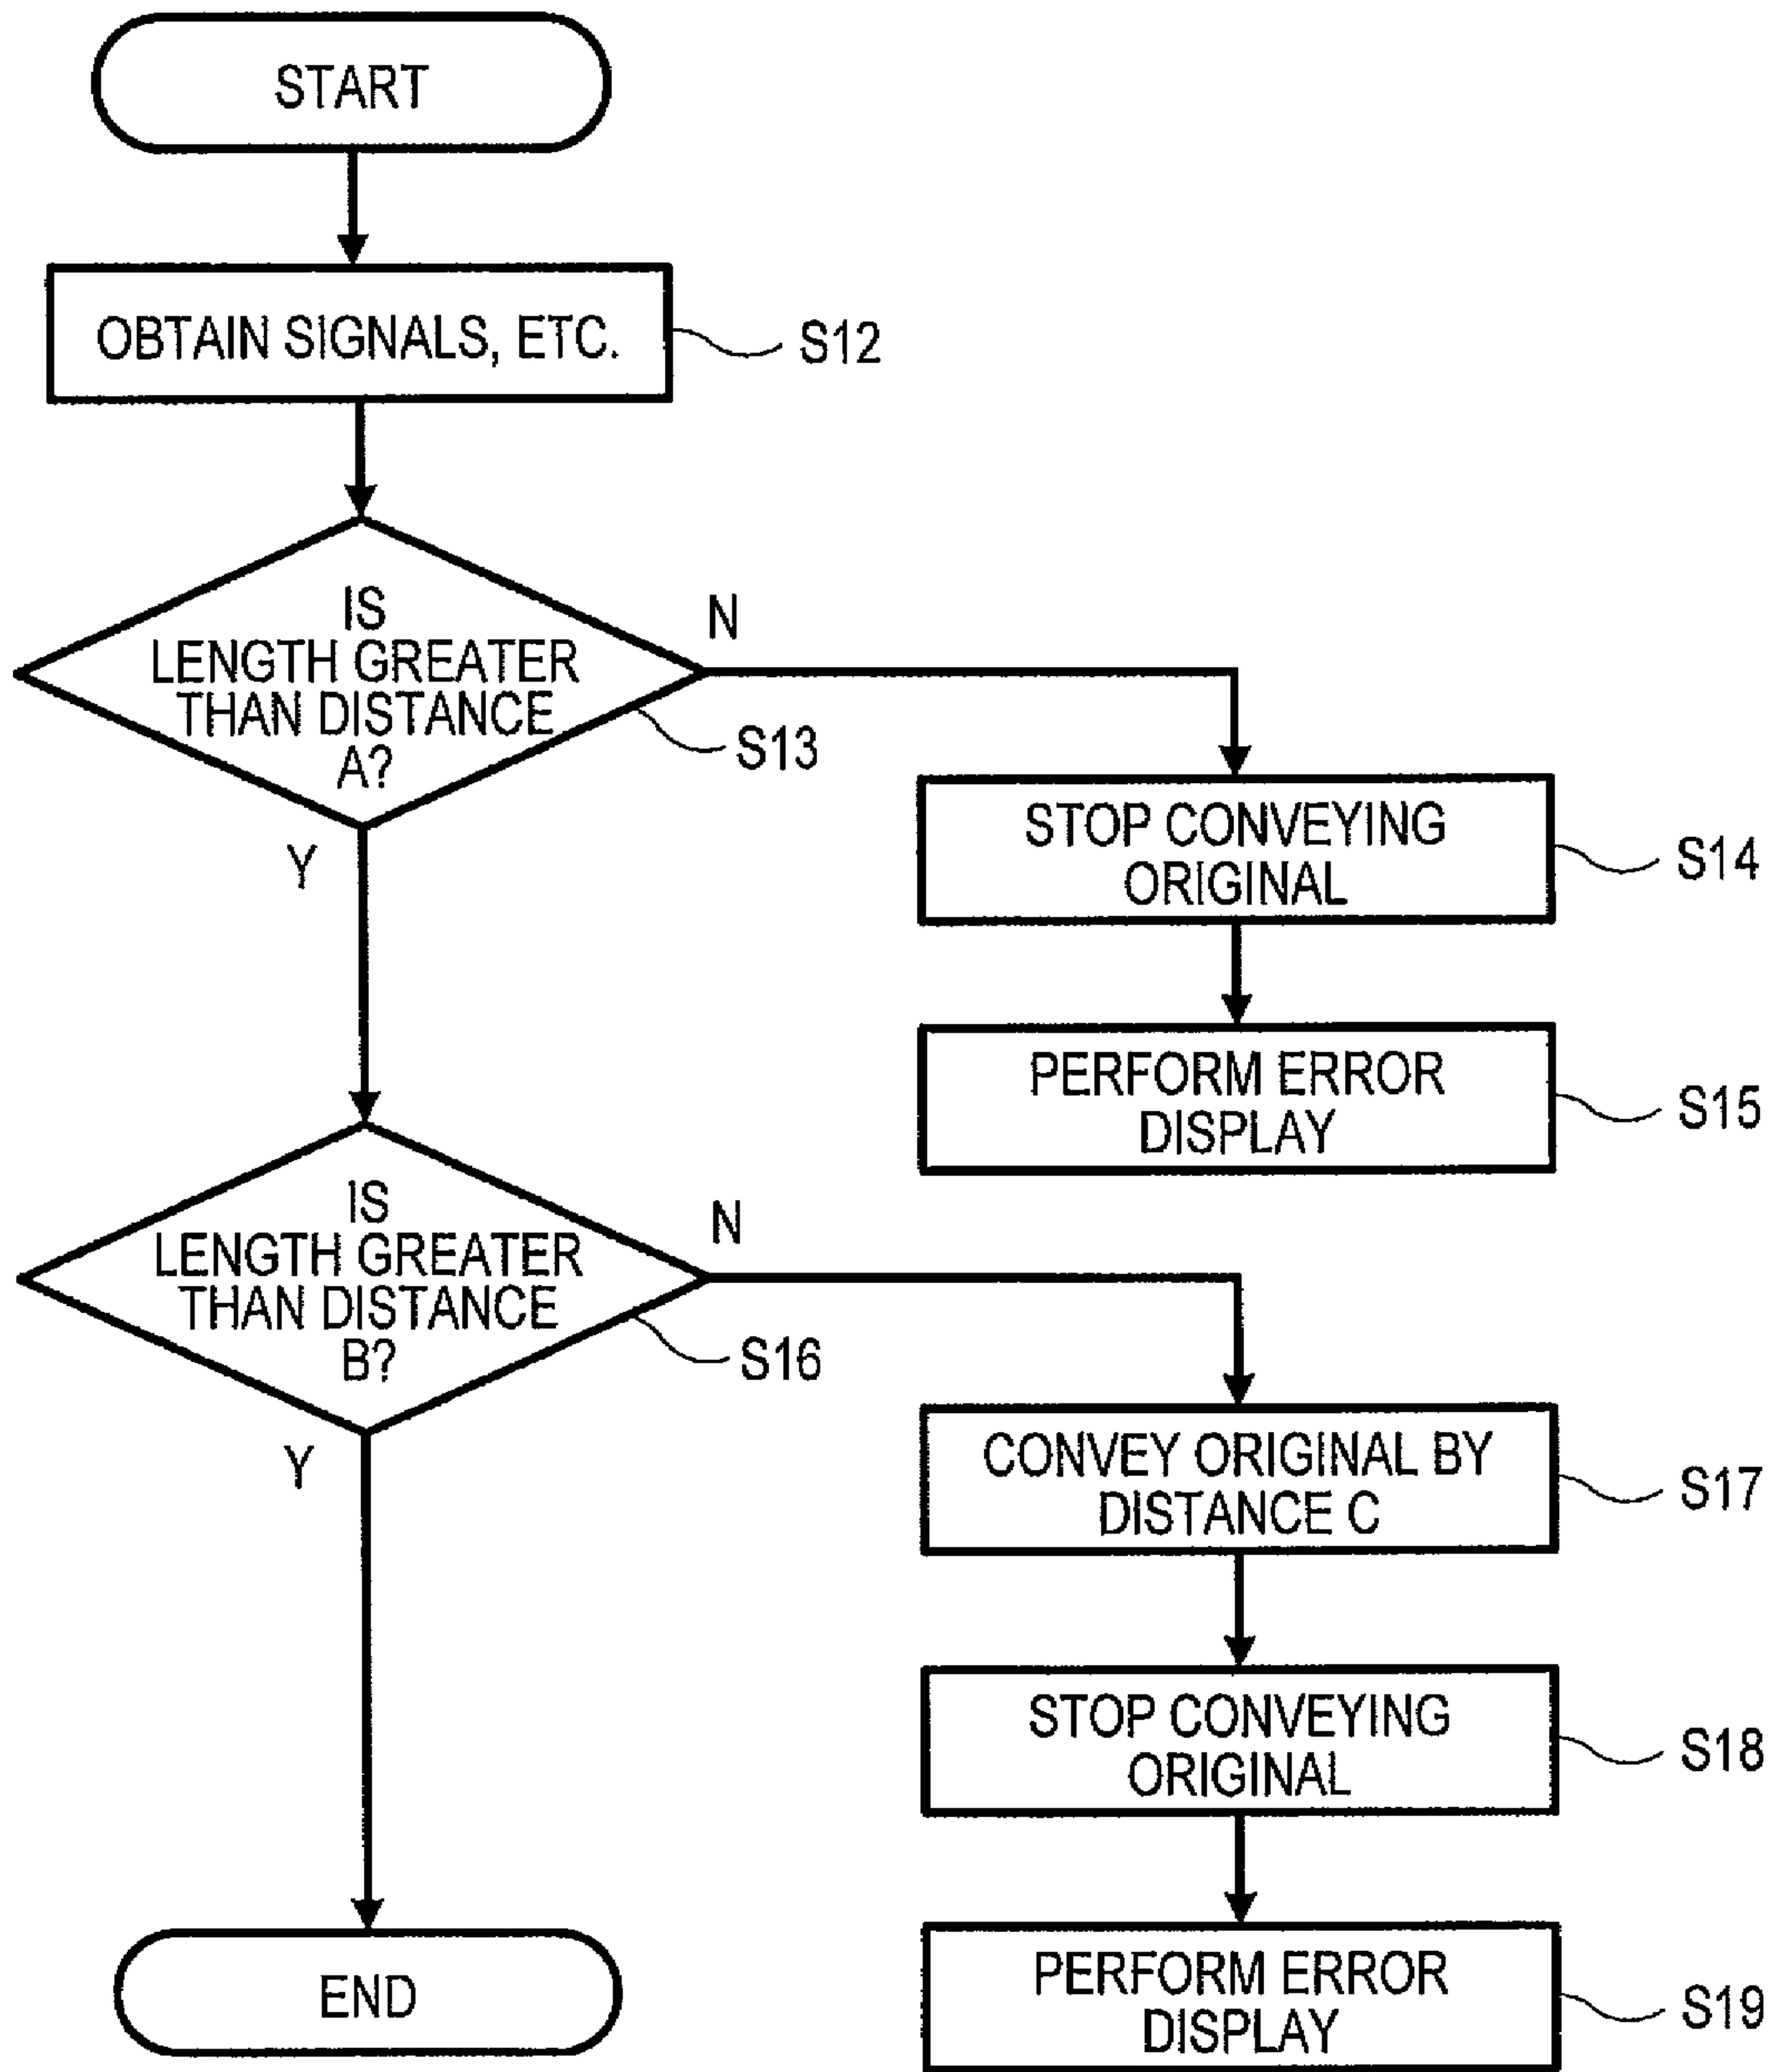 START
OBTAIN SIGNALS, ETC.
S12
IS
LENGTH GREATER
THAN DISTANCE
A?
N
S13
Y
STOP CONVEYING
ORIGINAL
S14
PERFORM ERROR
DISPLAY
S15
IS
LENGTH GREATER
THAN DISTANCE
B?
N
S16
Y
CONVEY ORIGINAL BY
DISTANCE C
S17
STOP CONVEYING
ORIGINAL
S18
END
PERFORM ERROR
DISPLAY
S19